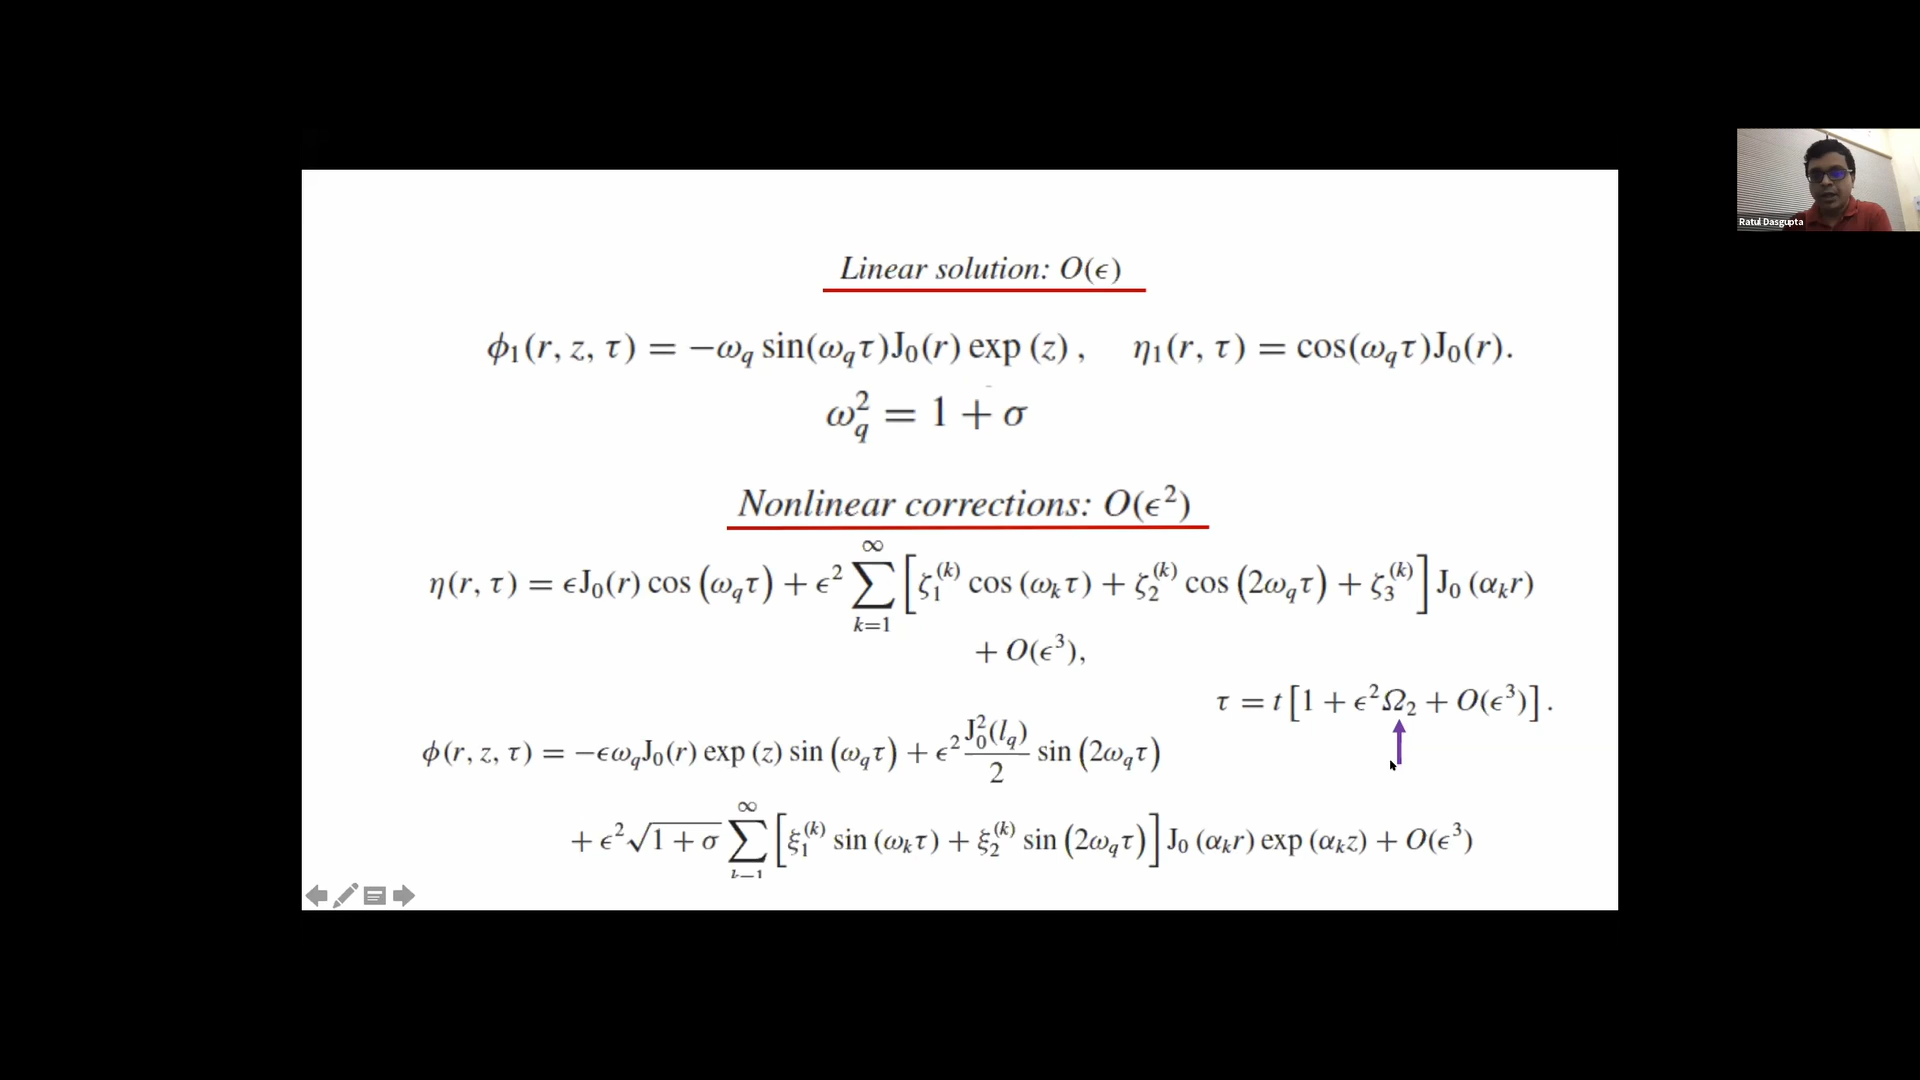 Linear solution: O(ϵ)
ϕ₁(r, z, τ) = −ω_q sin(ω_qτ)J₀(r) exp (z) ,   η₁(r, τ) = cos(ω_qτ)J₀(r).
ω_q² = 1 + σ
Nonlinear corrections: O(ϵ²)
η(r, τ) = ϵJ₀(r) cos (ω_qτ) + ϵ² ∑_{k=1}^{∞} [ζ₁^{(k)} cos (ω_kτ) + ζ₂^{(k)} cos (2ω_qτ) + ζ₃^{(k)}] J₀ (α_kr)
+ O(ϵ³),
τ = t[1 + ϵ²Ω₂ + O(ϵ³)].
ϕ(r, z, τ) = −ϵω_qJ₀(r) exp (z) sin (ω_qτ) + ϵ² \frac{J₀²(l_q)}{2} sin (2ω_qτ)
+ ϵ²√(1 + σ) ∑_{k=1}^{∞} [ξ₁^{(k)} sin (ω_kτ) + ξ₂^{(k)} sin (2ω_qτ)] J₀ (α_kr) exp (α_kz) + O(ϵ³)
Ratul Dasgupta